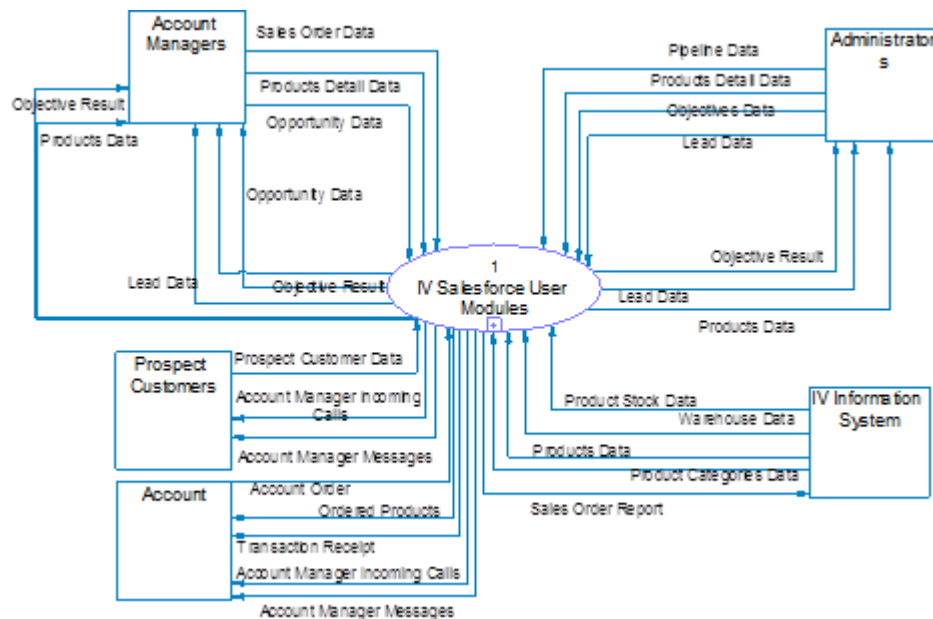 Account
Managers
Sales Order Data
Products Detail Data
Opportunity Data
Objective Result
Products Data
Opportunity Data
Lead Data
Objective Result
Pipeline Data
Products Detail Data
Objectives Data
Lead Data
Administrator
s
Objective Result
Lead Data
Products Data
1
IV Salesforce User
Modules
Prospect
Customers
Prospect Customer Data
Account Manager Incoming
Calls
Account Manager Messages
Account
Account Order
Ordered Products
Transaction Receipt
Account Manager Incoming Calls
Account Manager Messages
Product Stock Data
Warehouse Data
Products Data
Product Categories Data
Sales Order Report
IV Information
System